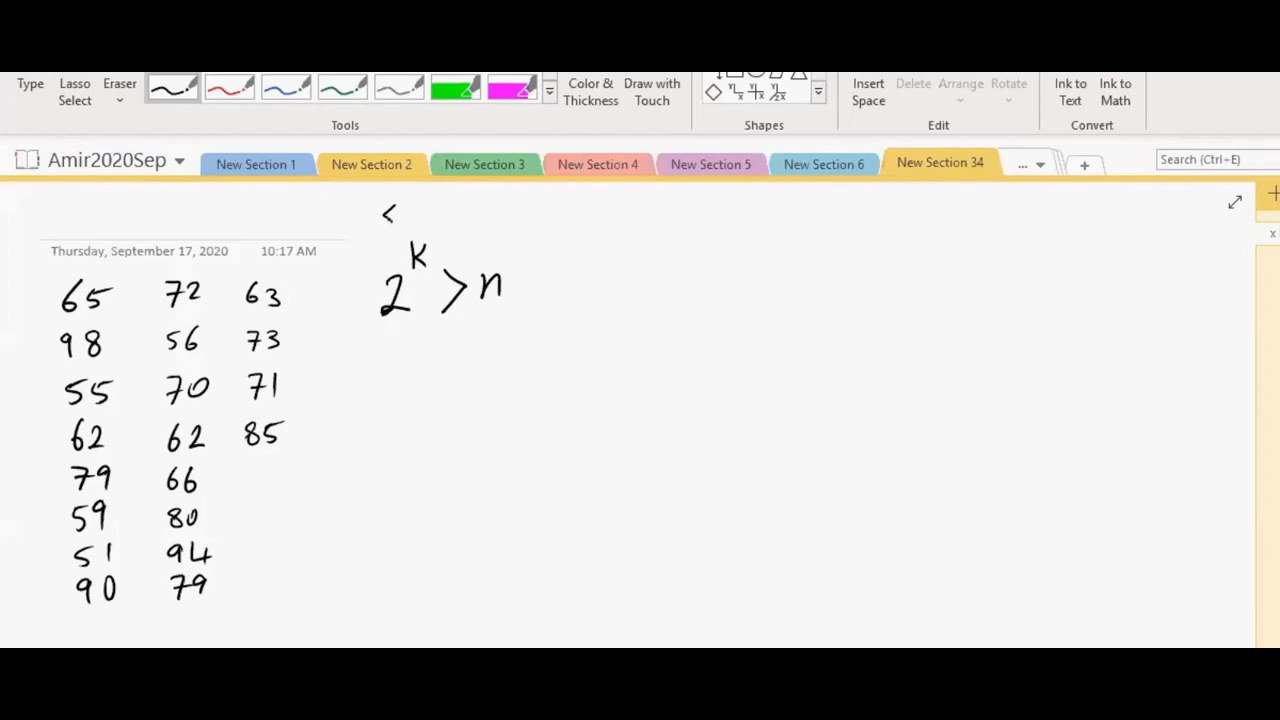 Type Lasso Select Eraser Color & Thickness Draw with Touch Insert Space Delete Arrange Rotate Ink to Text Ink to Math
Tools Shapes Edit Convert
Amir2020Sep New Section 1 New Section 2 New Section 3 New Section 4 New Section 5 New Section 6 New Section 34 ... Search (Ctrl+E)
<
Thursday, September 17, 2020 10:17 AM
2^k > n
65 72 63
98 56 73
55 70 71
62 62 85
79 66
59 80
51 94
90 79